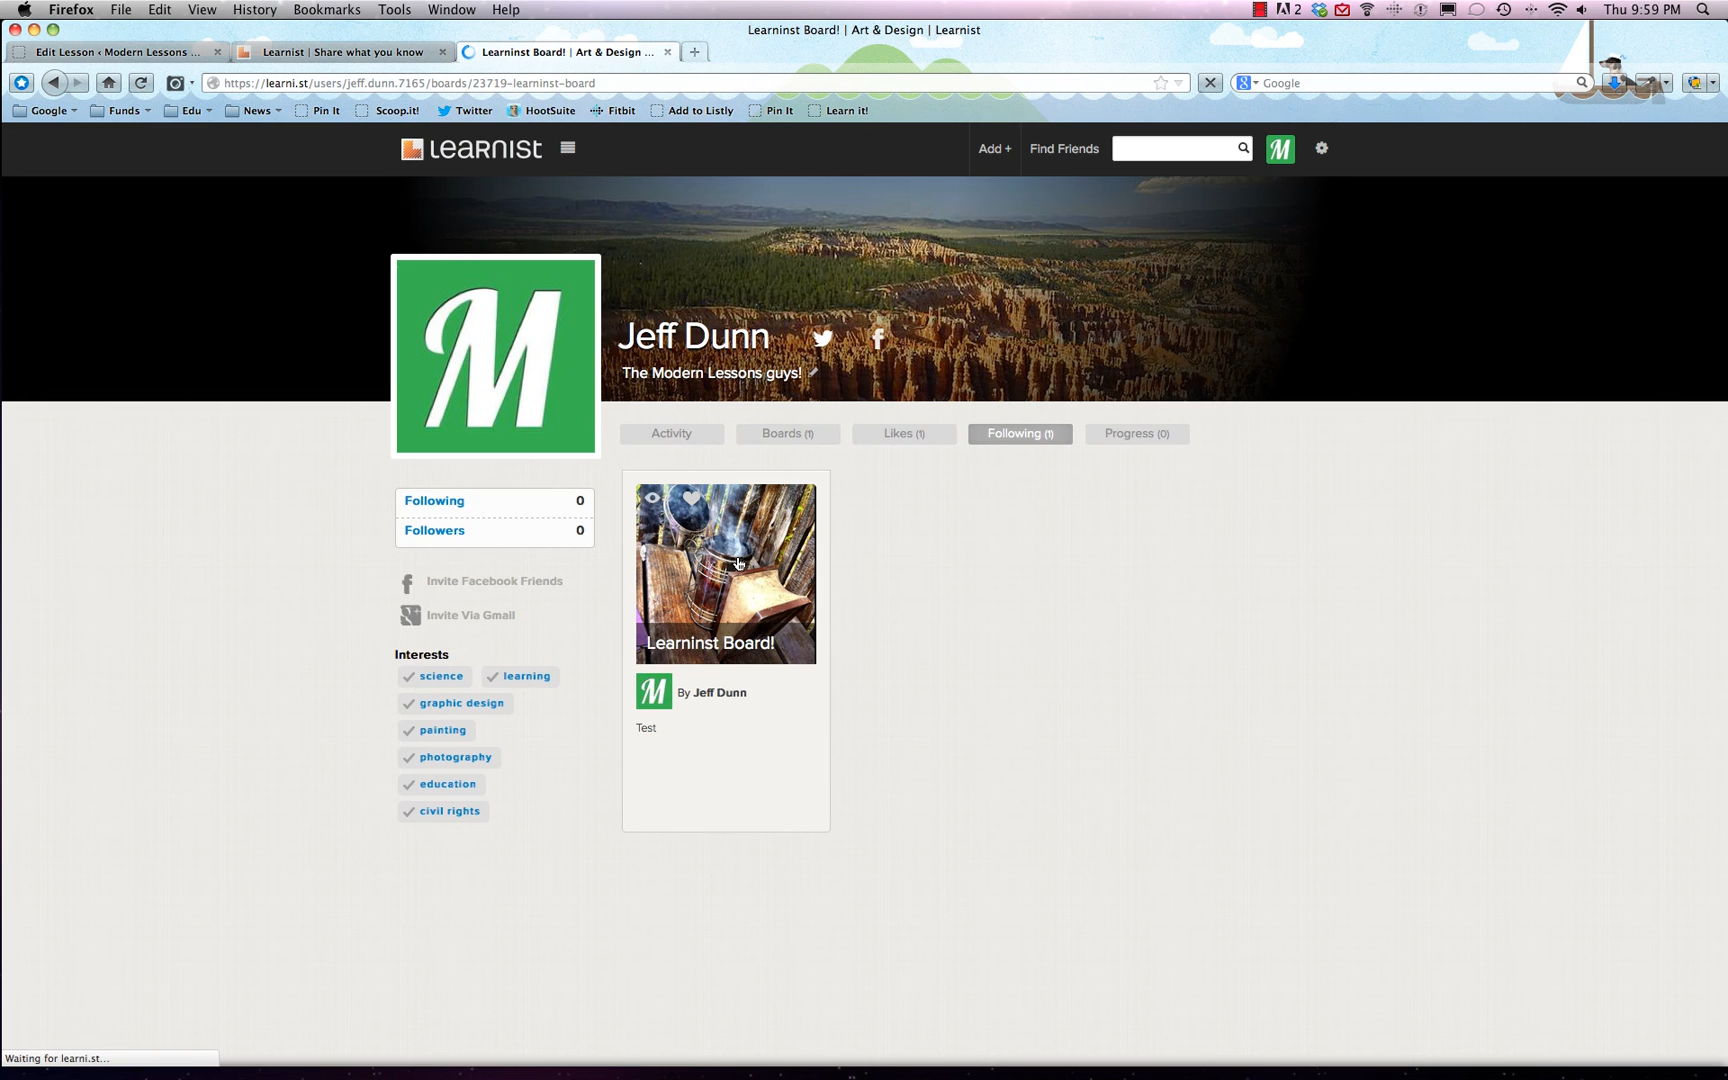 Firefox File Edit View History Bookmarks Tools Window Help 2 Thu 9:59 PM
Learninst Board! | Art & Design | Learnist
Edit Lesson ‹ Modern Lessons ... Learnist | Share what you know Learninst Board! | Art & Design ...
https://learni.st/users/jeff.dunn.7165/boards/23719-learninst-board Google
Google Funds Edu News Pin It Scoop.it! Twitter HootSuite Fitbit Add to Listly Pin It Learn it!
LEARNIST Add + Find Friends M
M
Jeff Dunn
The Modern Lessons guys!
Activity Boards (1) Likes (1) Following (1) Progress (0)
Following 0
Followers 0
Invite Facebook Friends
Invite Via Gmail
Interests
science learning
graphic design
painting
photography
education
civil rights
Learninst Board!
M By Jeff Dunn
Test
Waiting for learni.st...